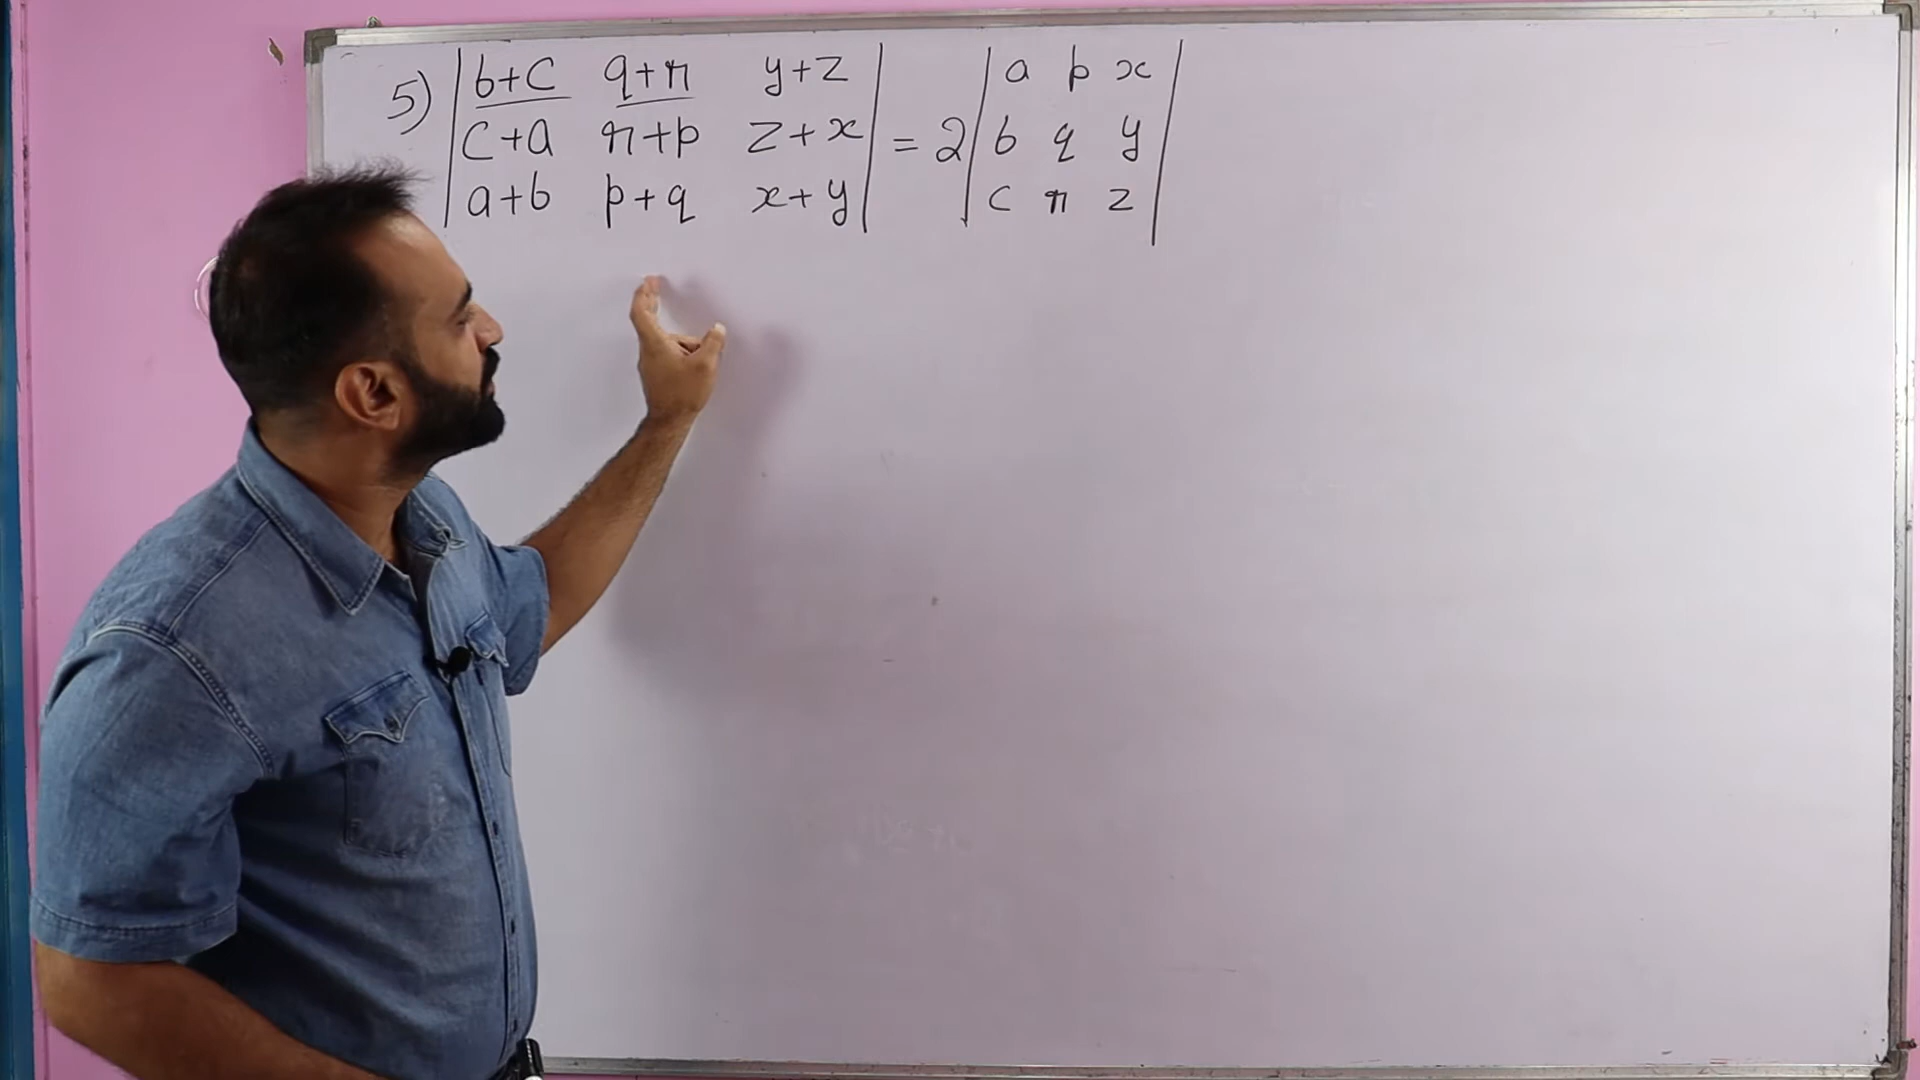 5) | b+c q+r y+z |
| c+a r+p z+x | = 2
| a+b p+q x+y |
| a p x |
| b q y |
| c r z |